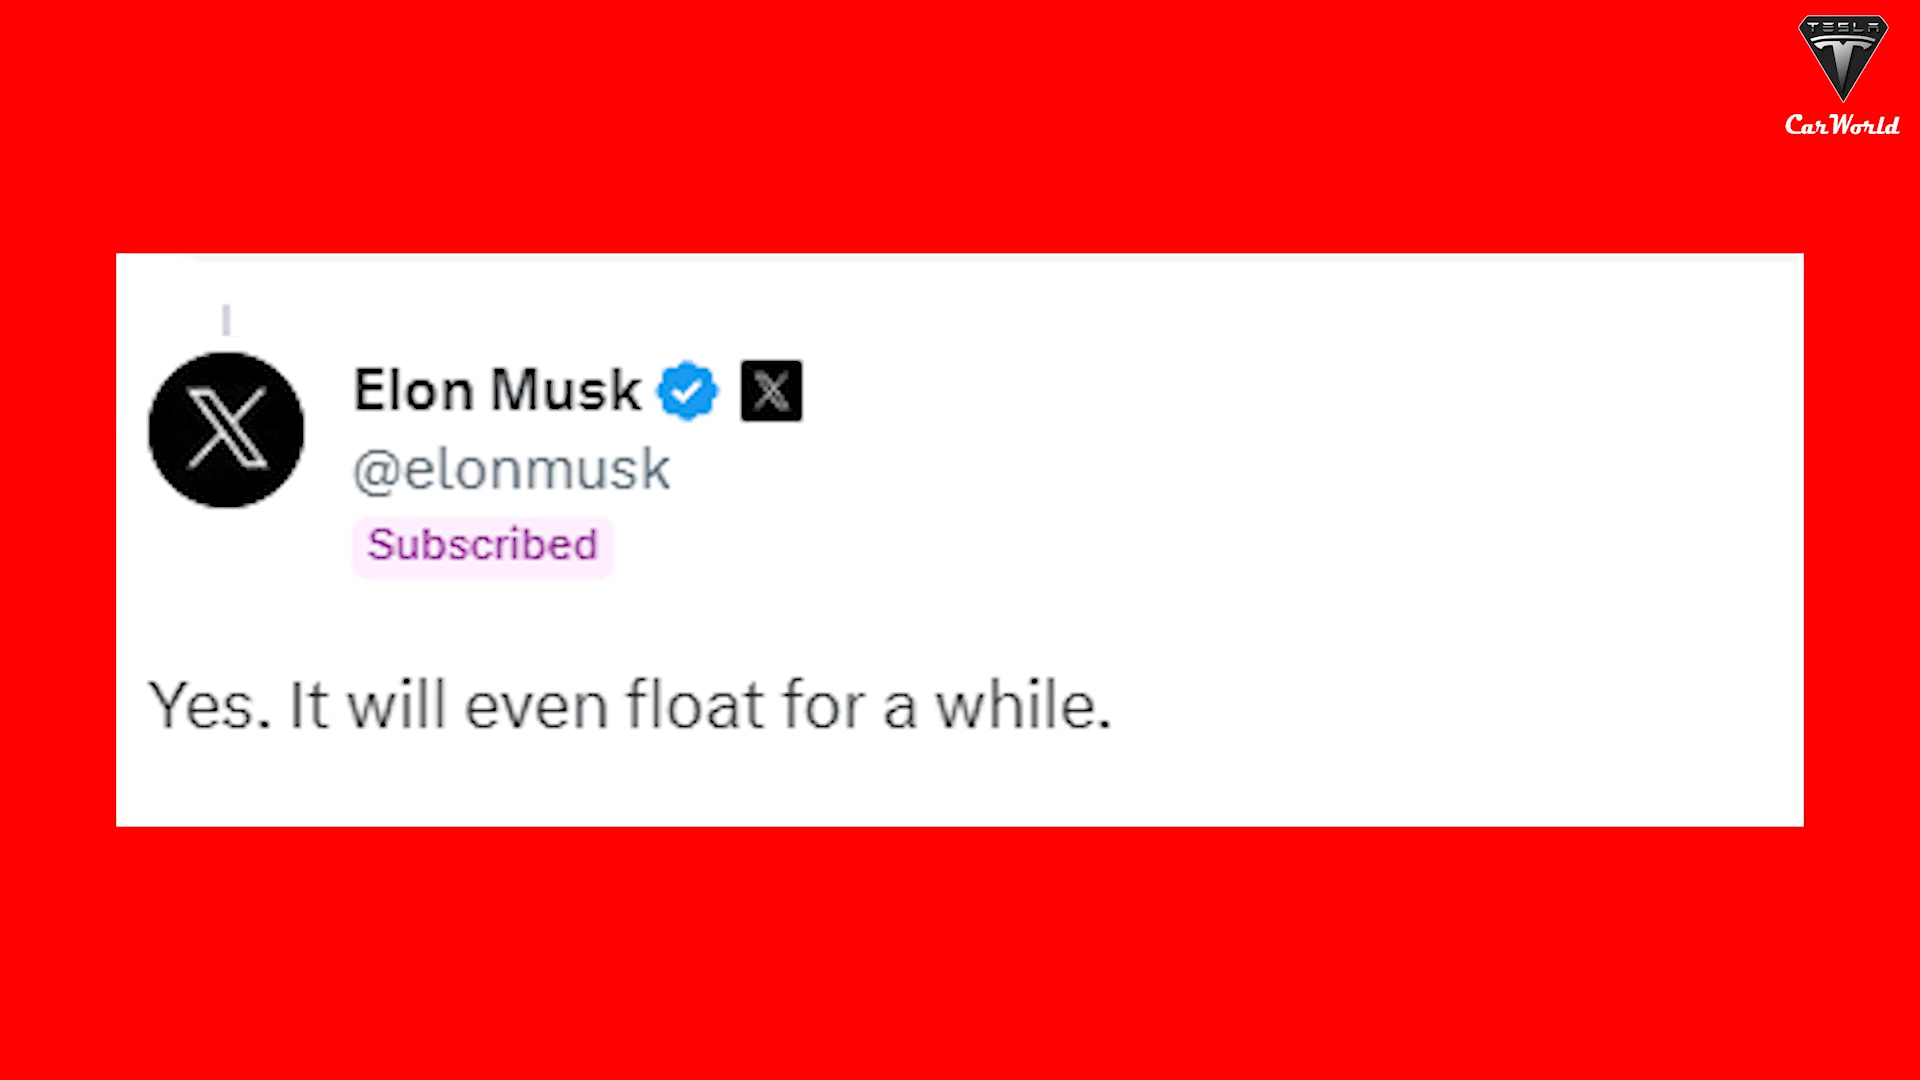 TESLA
CarWorld
Elon Musk
@elonmusk
Subscribed
Yes. It will even float for a while.